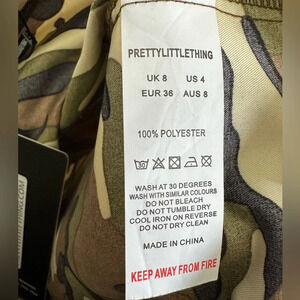 PRETTYLITTLETHING
UK 8 US 4
EUR 36 AUS 8
100% POLYESTER
WASH AT 30 DEGREES
WASH WITH SIMILAR COLOURS
DO NOT BLEACH
DO NOT TUMBLE DRY
COOL IRON ON REVERSE
DO NOT DRY CLEAN
MADE IN CHINA
KEEP AWAY FROM FIRE
THING.COM